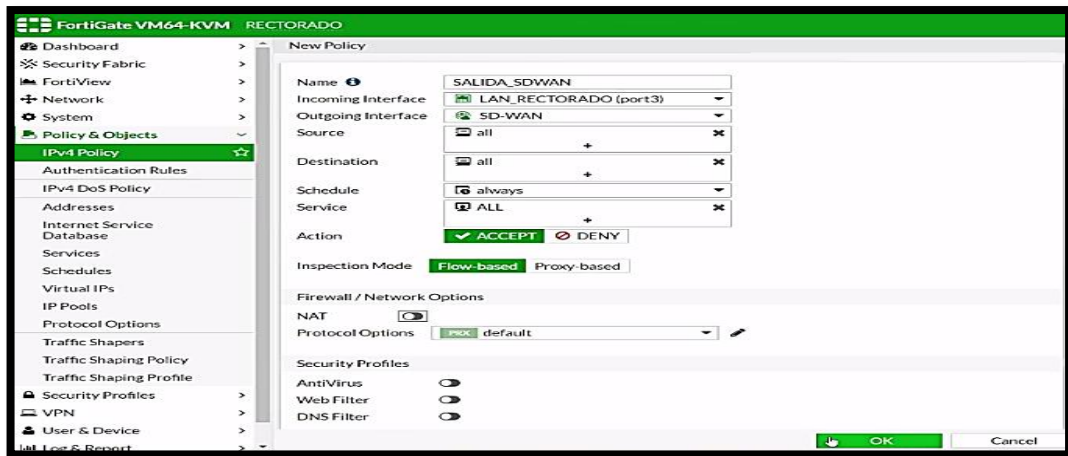 FortiGate VM64-KVM RECTORADO
Dashboard
Security Fabric
FortiView
Network
System
Policy & Objects
IPv4 Policy
Authentication Rules
IPv4 DoS Policy
Addresses
Internet Service
Database
Services
Schedules
Virtual IPs
IP Pools
Protocol Options
Traffic Shapers
Traffic Shaping Policy
Traffic Shaping Profile
Security Profiles
VPN
User & Device
Log & Report
New Policy
Name SALIDA_SDWAN
Incoming Interface LAN_RECTORADO (port3)
Outgoing Interface SD-WAN
Source all
+
Destination all
+
Schedule always
Service ALL
+
Action ACCEPT DENY
Inspection Mode Flow-based Proxy-based
Firewall / Network Options
NAT
Protocol Options PRX default
Security Profiles
AntiVirus
Web Filter
DNS Filter
OK Cancel